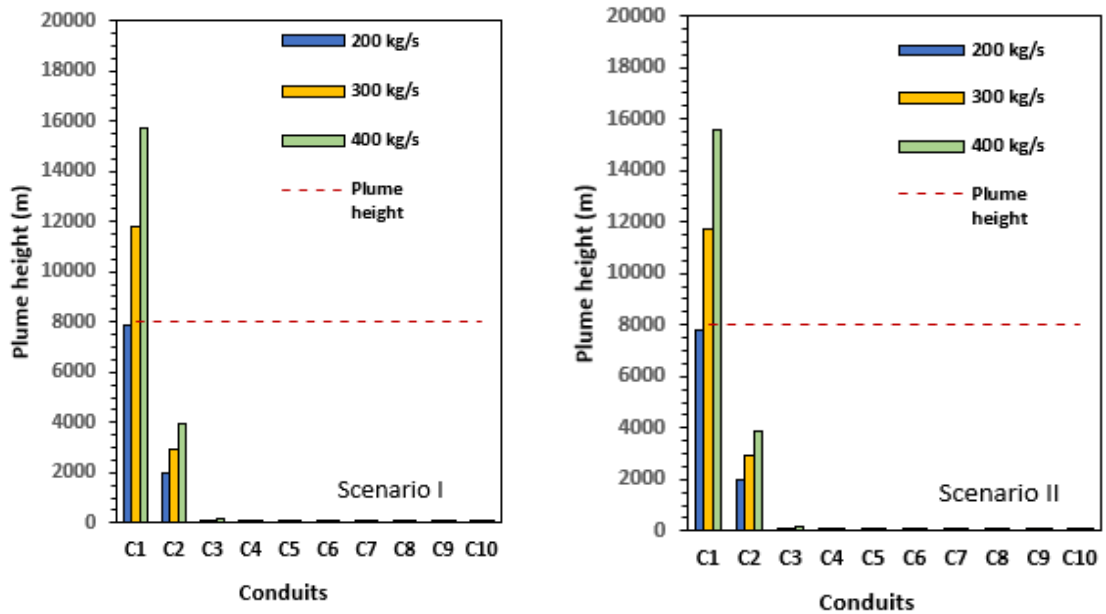 20000
18000
16000
14000
12000
10000
8000
6000
4000
2000
0
Plume height (m)
200 kg/s
300 kg/s
400 kg/s
Plume
height
Scenario I
C1 C2 C3 C4 C5 C6 C7 C8 C9 C10
Conduits
20000
18000
16000
14000
12000
10000
8000
6000
4000
2000
0
Plume height (m)
200 kg/s
300 kg/s
400 kg/s
Plume
height
Scenario II
C1 C2 C3 C4 C5 C6 C7 C8 C9 C10
Conduits